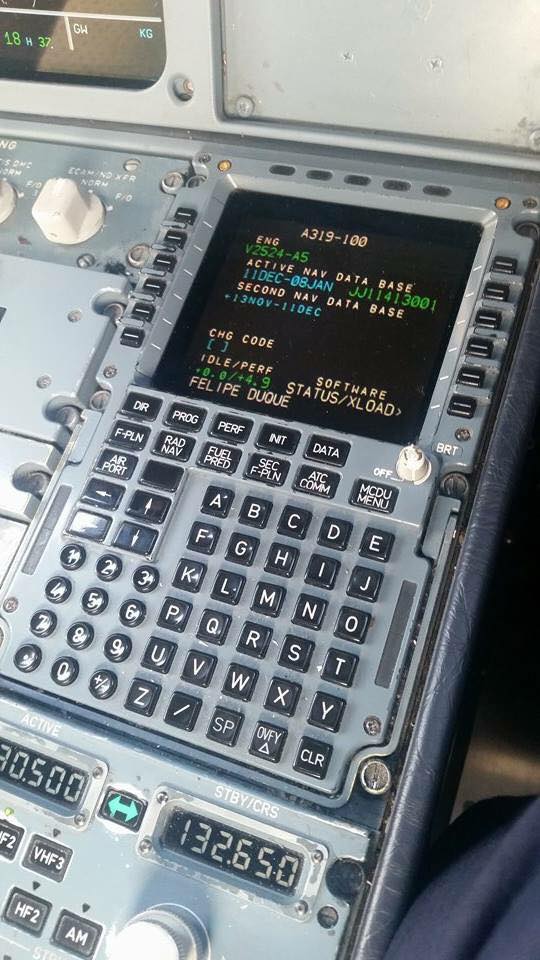 GW KG
18 H 37
NG
S DMC
NORM
F/O
ECAM/ND XFR
NORM
F/O
A319-100
ENG
V2524-A5
ACTIVE NAV DATA BASE
11DEC-08JAN JJ11413001
SECOND NAV DATA BASE
+13NOV-11DEC
CHG CODE
[ ]
IDLE/PERF SOFTWARE
+0.0/+4.9 STATUS/XLOAD>
FELIPE DUQUE
BRT
OFF
DIR PROG PERF INIT DATA
F-PLN RAD NAV FUEL PRED SEC F-PLN ATC COMM MCDU MENU
AIR PORT
← ↑
↓
A B C D E
F G H I J
1 2 3 K L M N O
4 5 6 P Q R S T
7 8 9 U V W X Y
. 0 +/- Z / SP OVFY Δ CLR
ACTIVE STBY/CRS
30.500 132.650
HF2 VHF3
HF2 AM